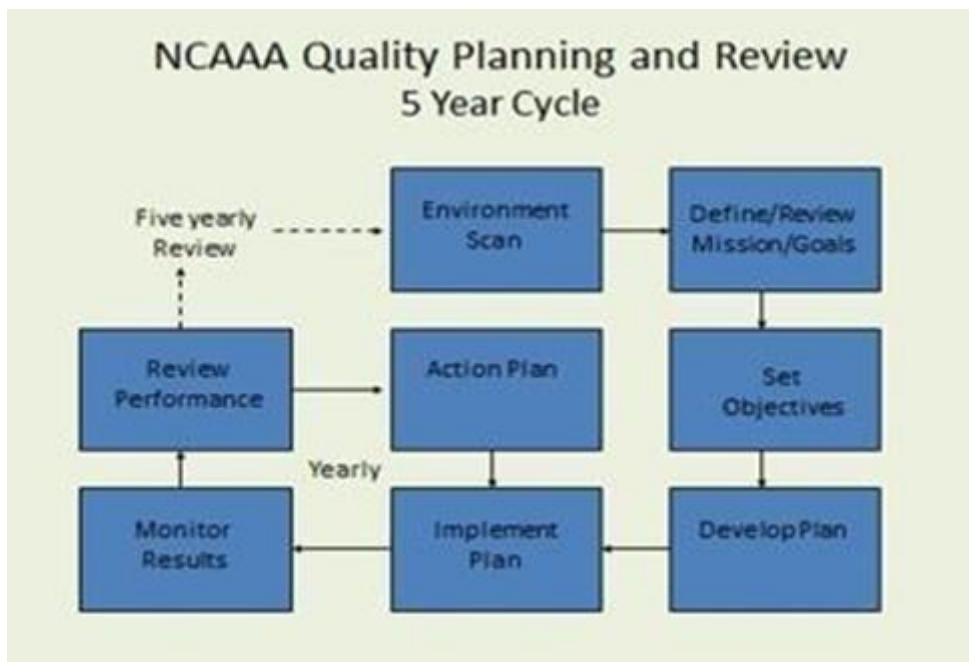 NCAAA Quality Planning and Review
5 Year Cycle
Five yearly
Review
Environment
Scan
Define/Review
Mission/Goals
Review
Performance
Action Plan
Set
Objectives
Yearly
Monitor
Results
Implement
Plan
Develop Plan